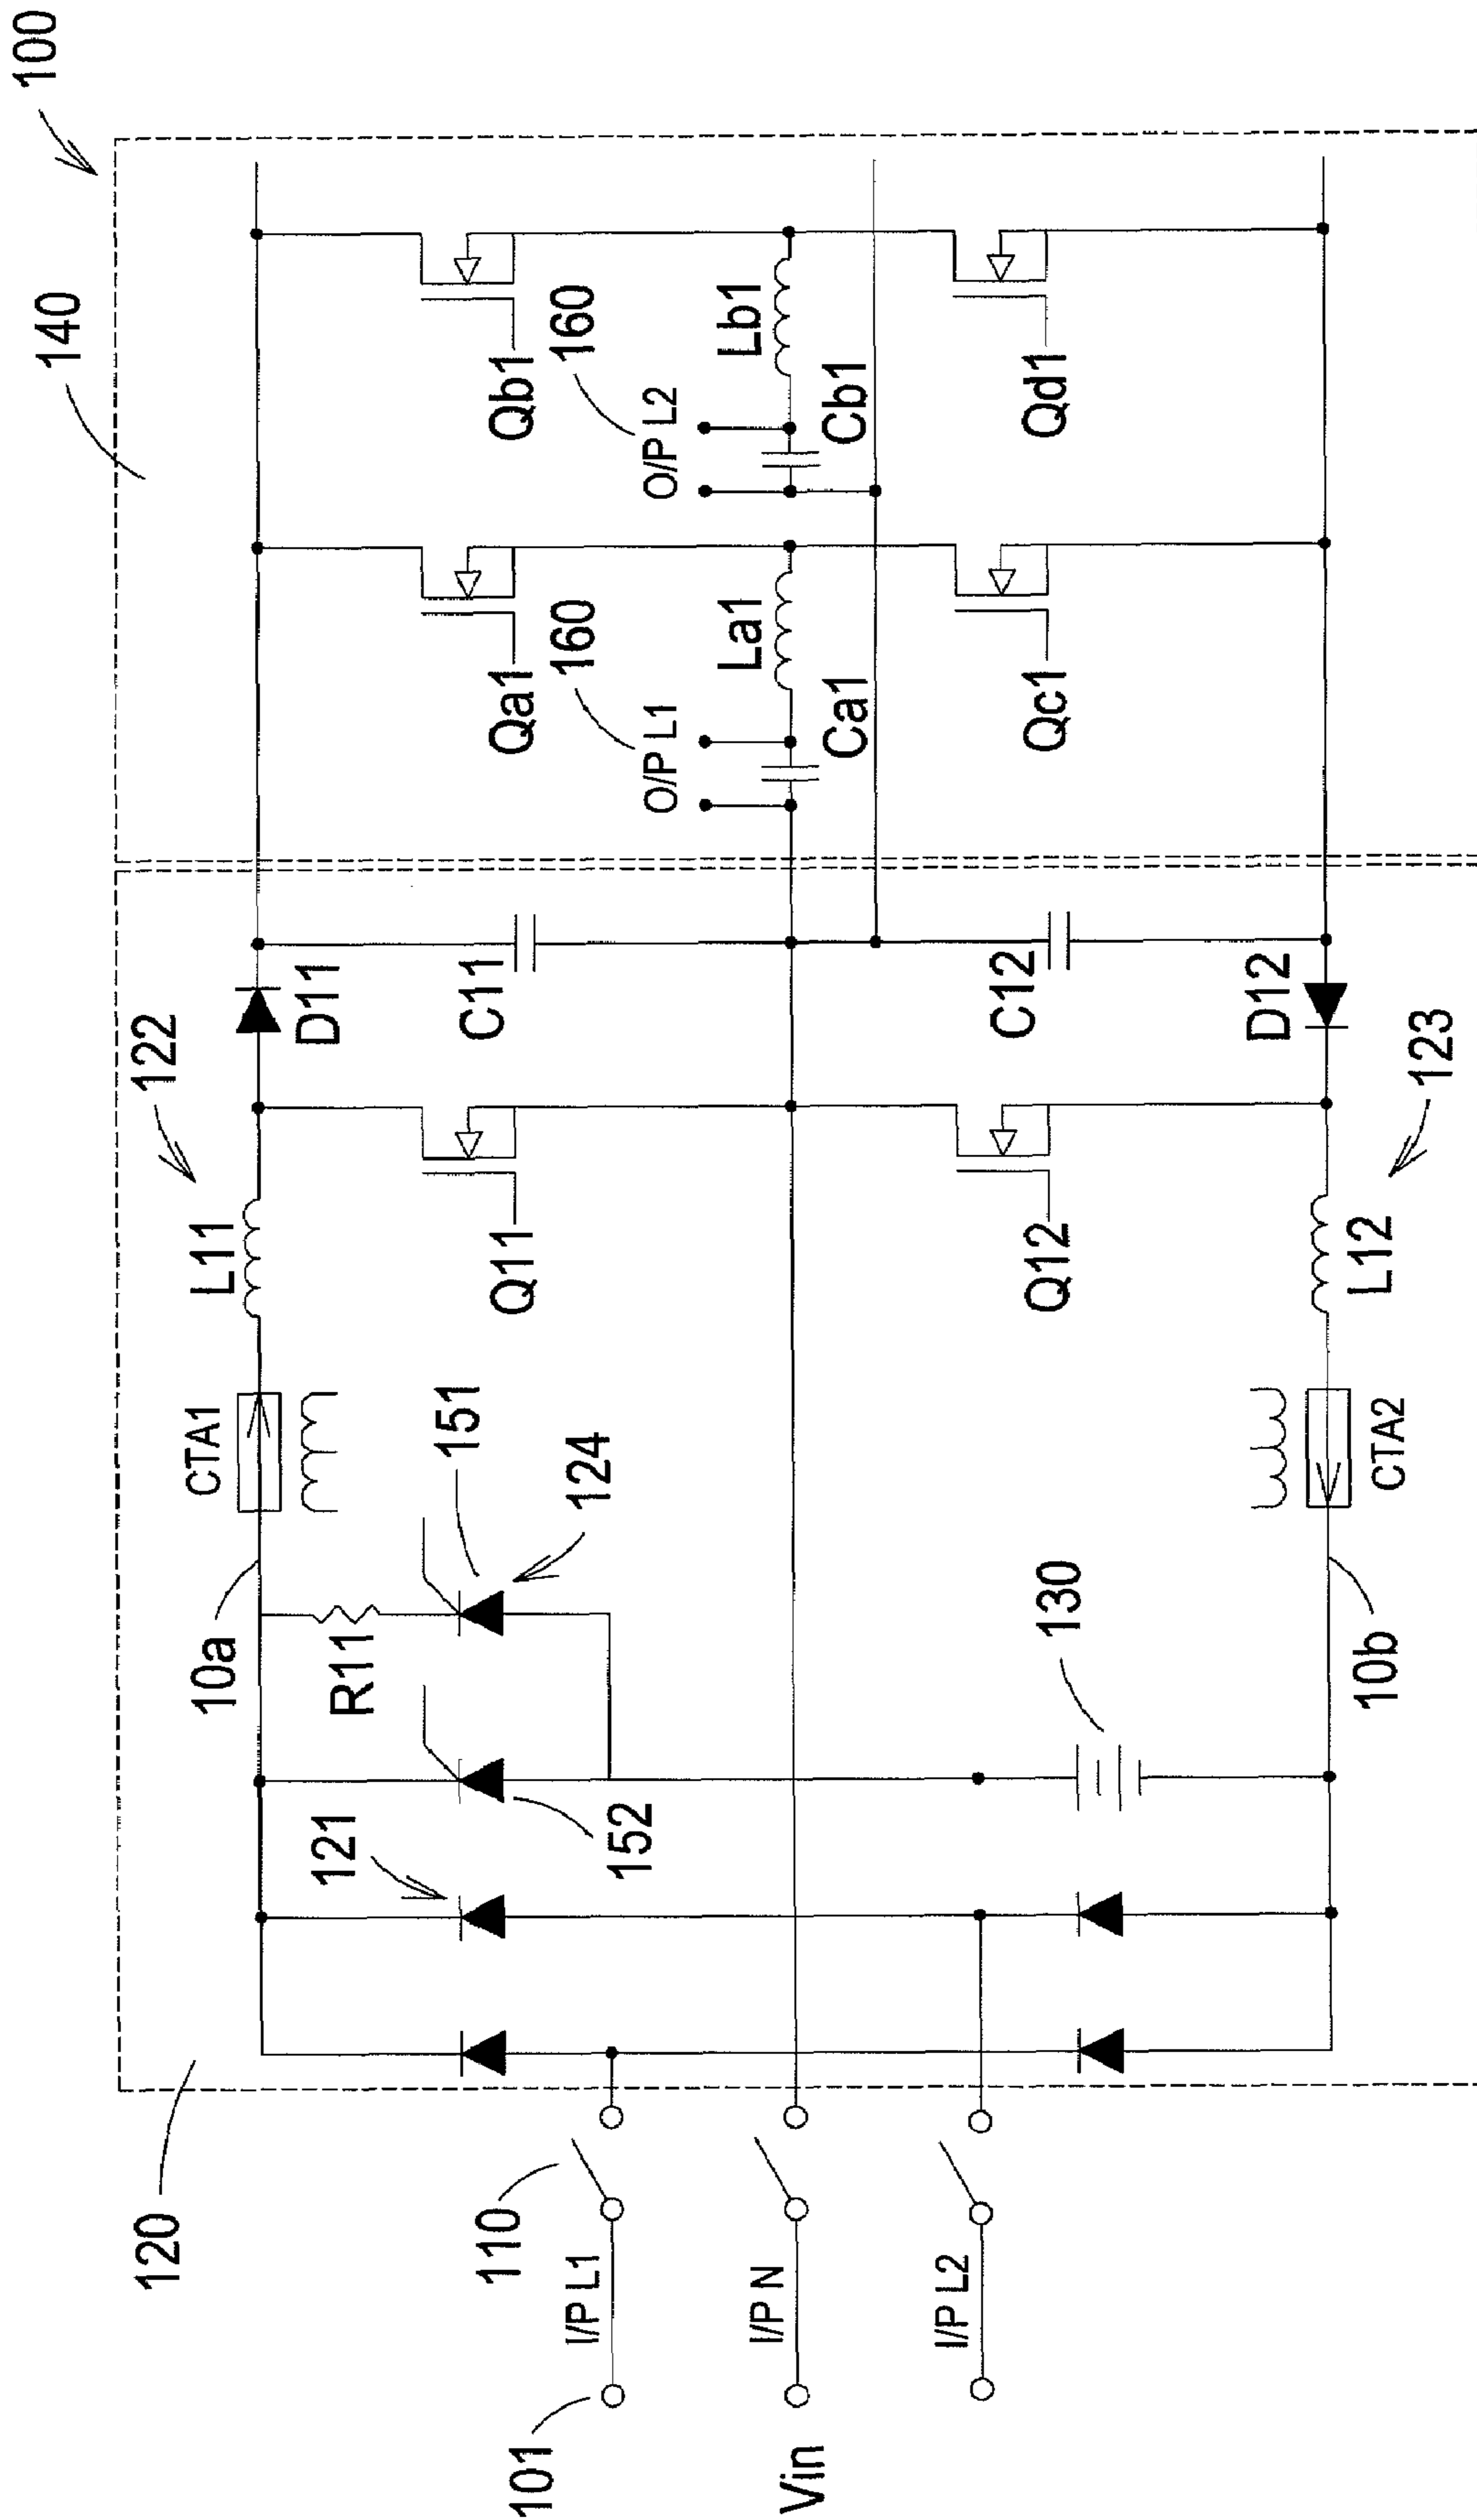 100
140
120
122
L11
D11
CTA1
10a
R11
151
124
121
152
Q11
C11
Qa1
160
O/P L1
La1
Ca1
Qb1
160
O/P L2
Lb1
Cb1
110
I/P L1
101
I/P N
Vin
I/P L2
130
Q12
C12
Qc1
Qd1
D12
10b
CTA2
L12
123